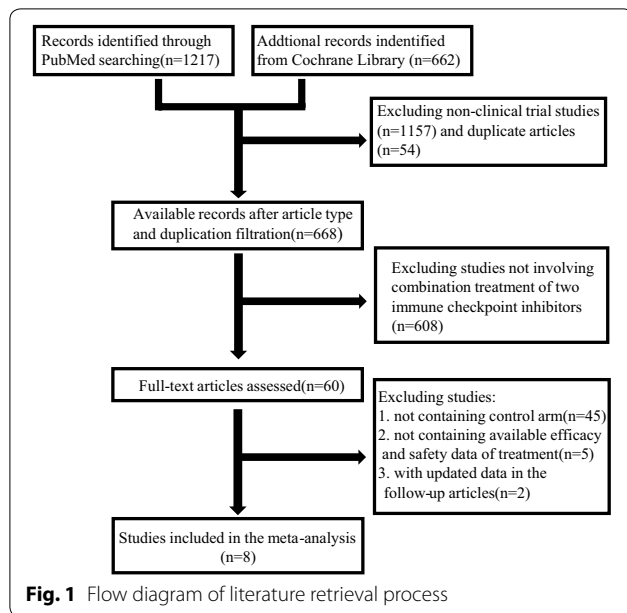 Records identified through
PubMed searching(n=1217)
Addtional records indentified
from Cochrane Library (n=662)
Excluding non-clinical trial studies
(n=1157) and duplicate articles
(n=54)
Available records after article type
and duplication filtration(n=668)
Excluding studies not involving
combination treatment of two
immune checkpoint inhibitors
(n=608)
Full-text articles assessed(n=60)
Excluding studies:
1. not containing control arm(n=45)
2. not containing available efficacy
and safety data of treatment(n=5)
3. with updated data in the
follow-up articles(n=2)
Studies included in the meta-analysis
(n=8)
Fig. 1 Flow diagram of literature retrieval process